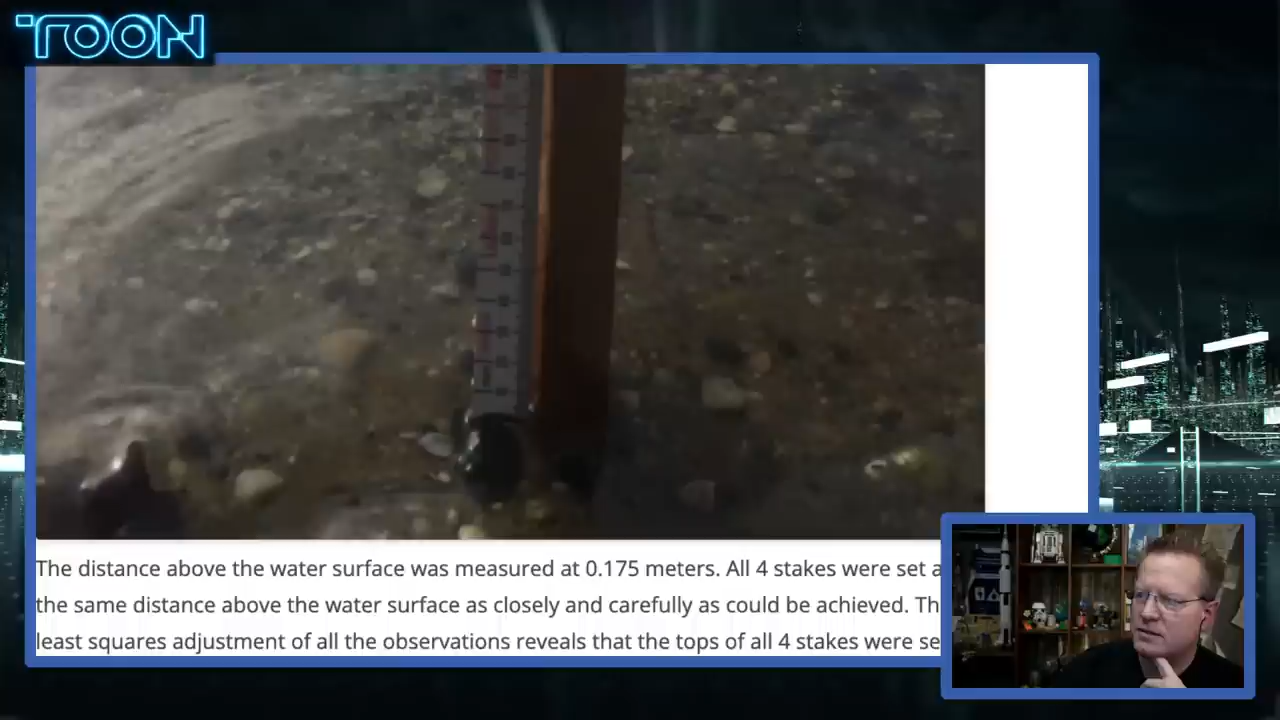 TOON
The distance above the water surface was measured at 0.175 meters. All 4 stakes were set a
the same distance above the water surface as closely and carefully as could be achieved. Th
least squares adjustment of all the observations reveals that the tops of all 4 stakes were se